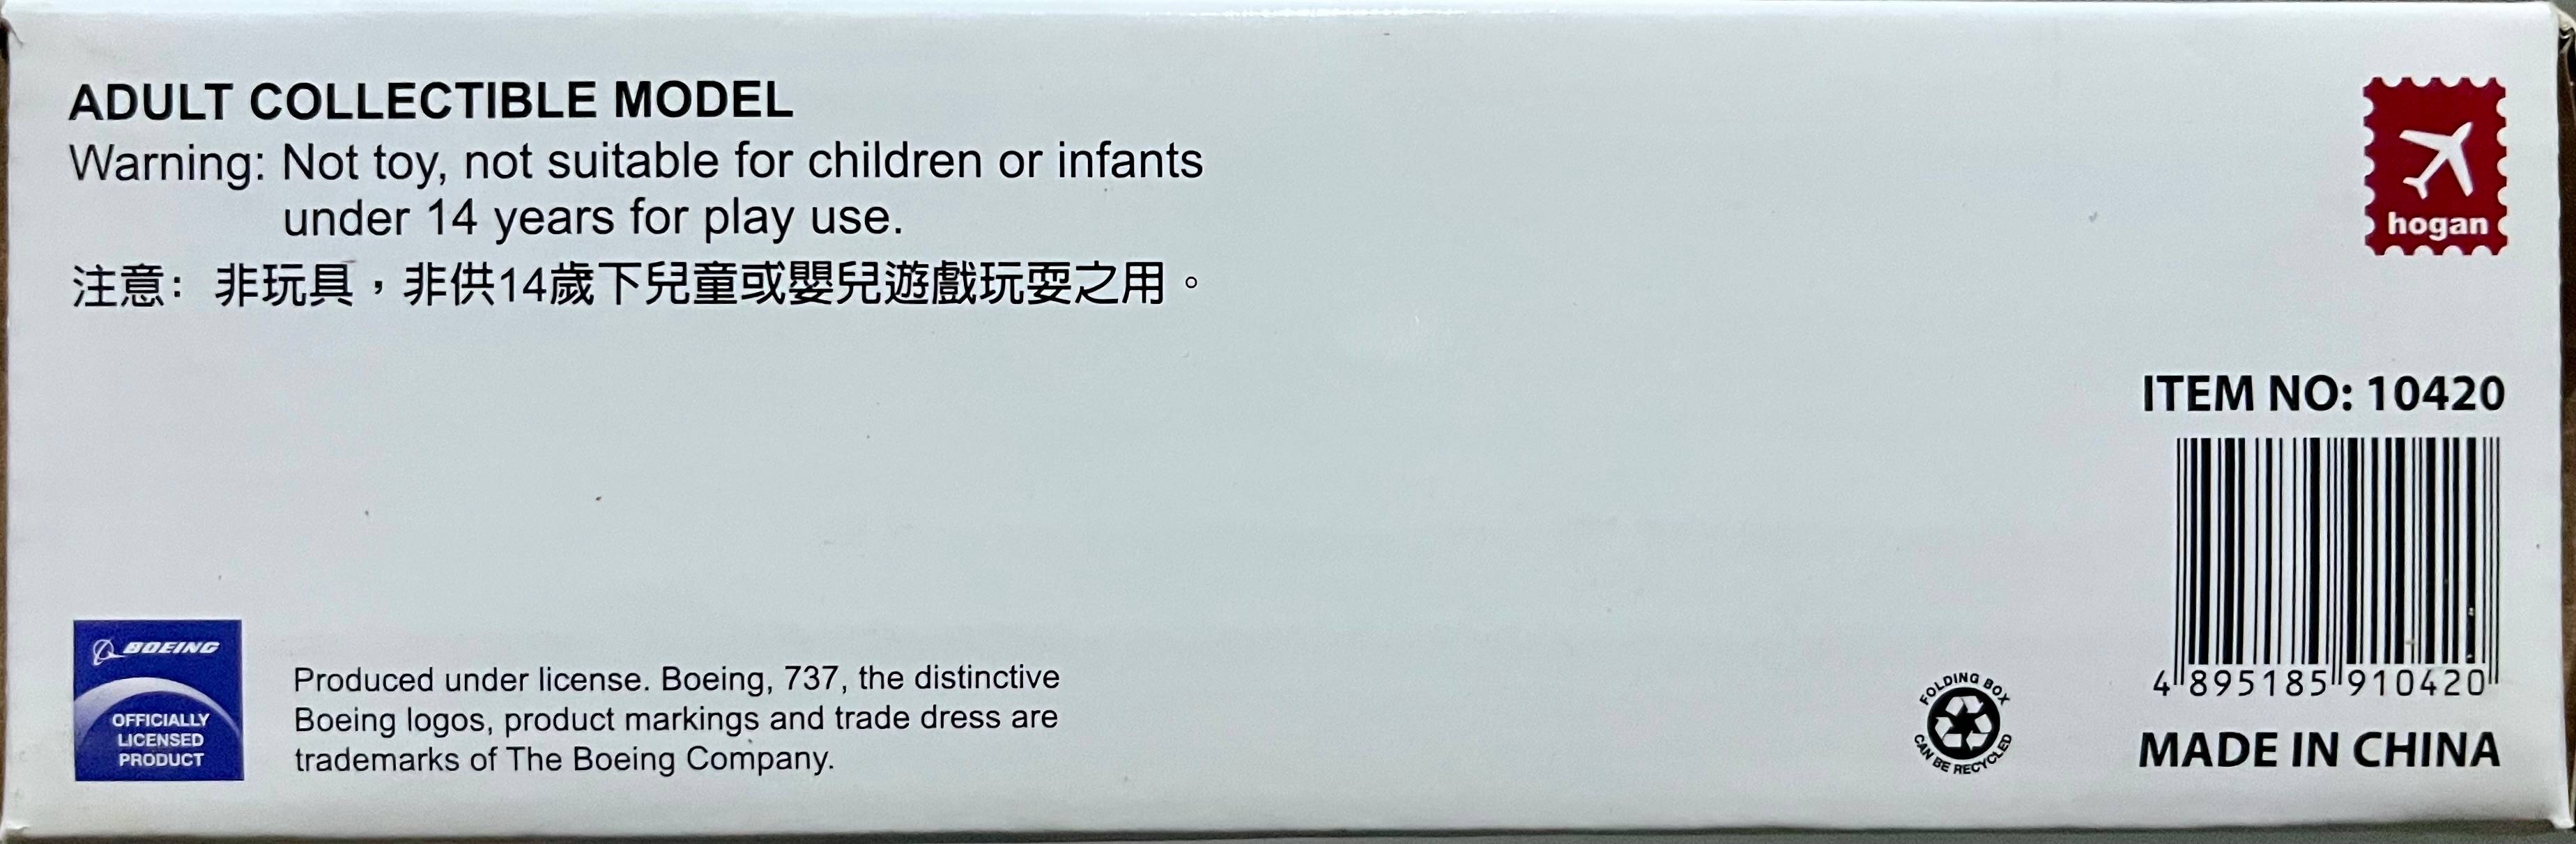 ADULT COLLECTIBLE MODEL
Warning: Not toy, not suitable for children or infants
under 14 years for play use.
注意：非玩具，非供14歲下兒童或嬰兒遊戲玩耍之用。
hogan
ITEM NO: 10420
4 895185 910420
MADE IN CHINA
FOLDING BOX
CAN BE RECYCLED
BOEING
OFFICIALLY
LICENSED
PRODUCT
Produced under license. Boeing, 737, the distinctive
Boeing logos, product markings and trade dress are
trademarks of The Boeing Company.